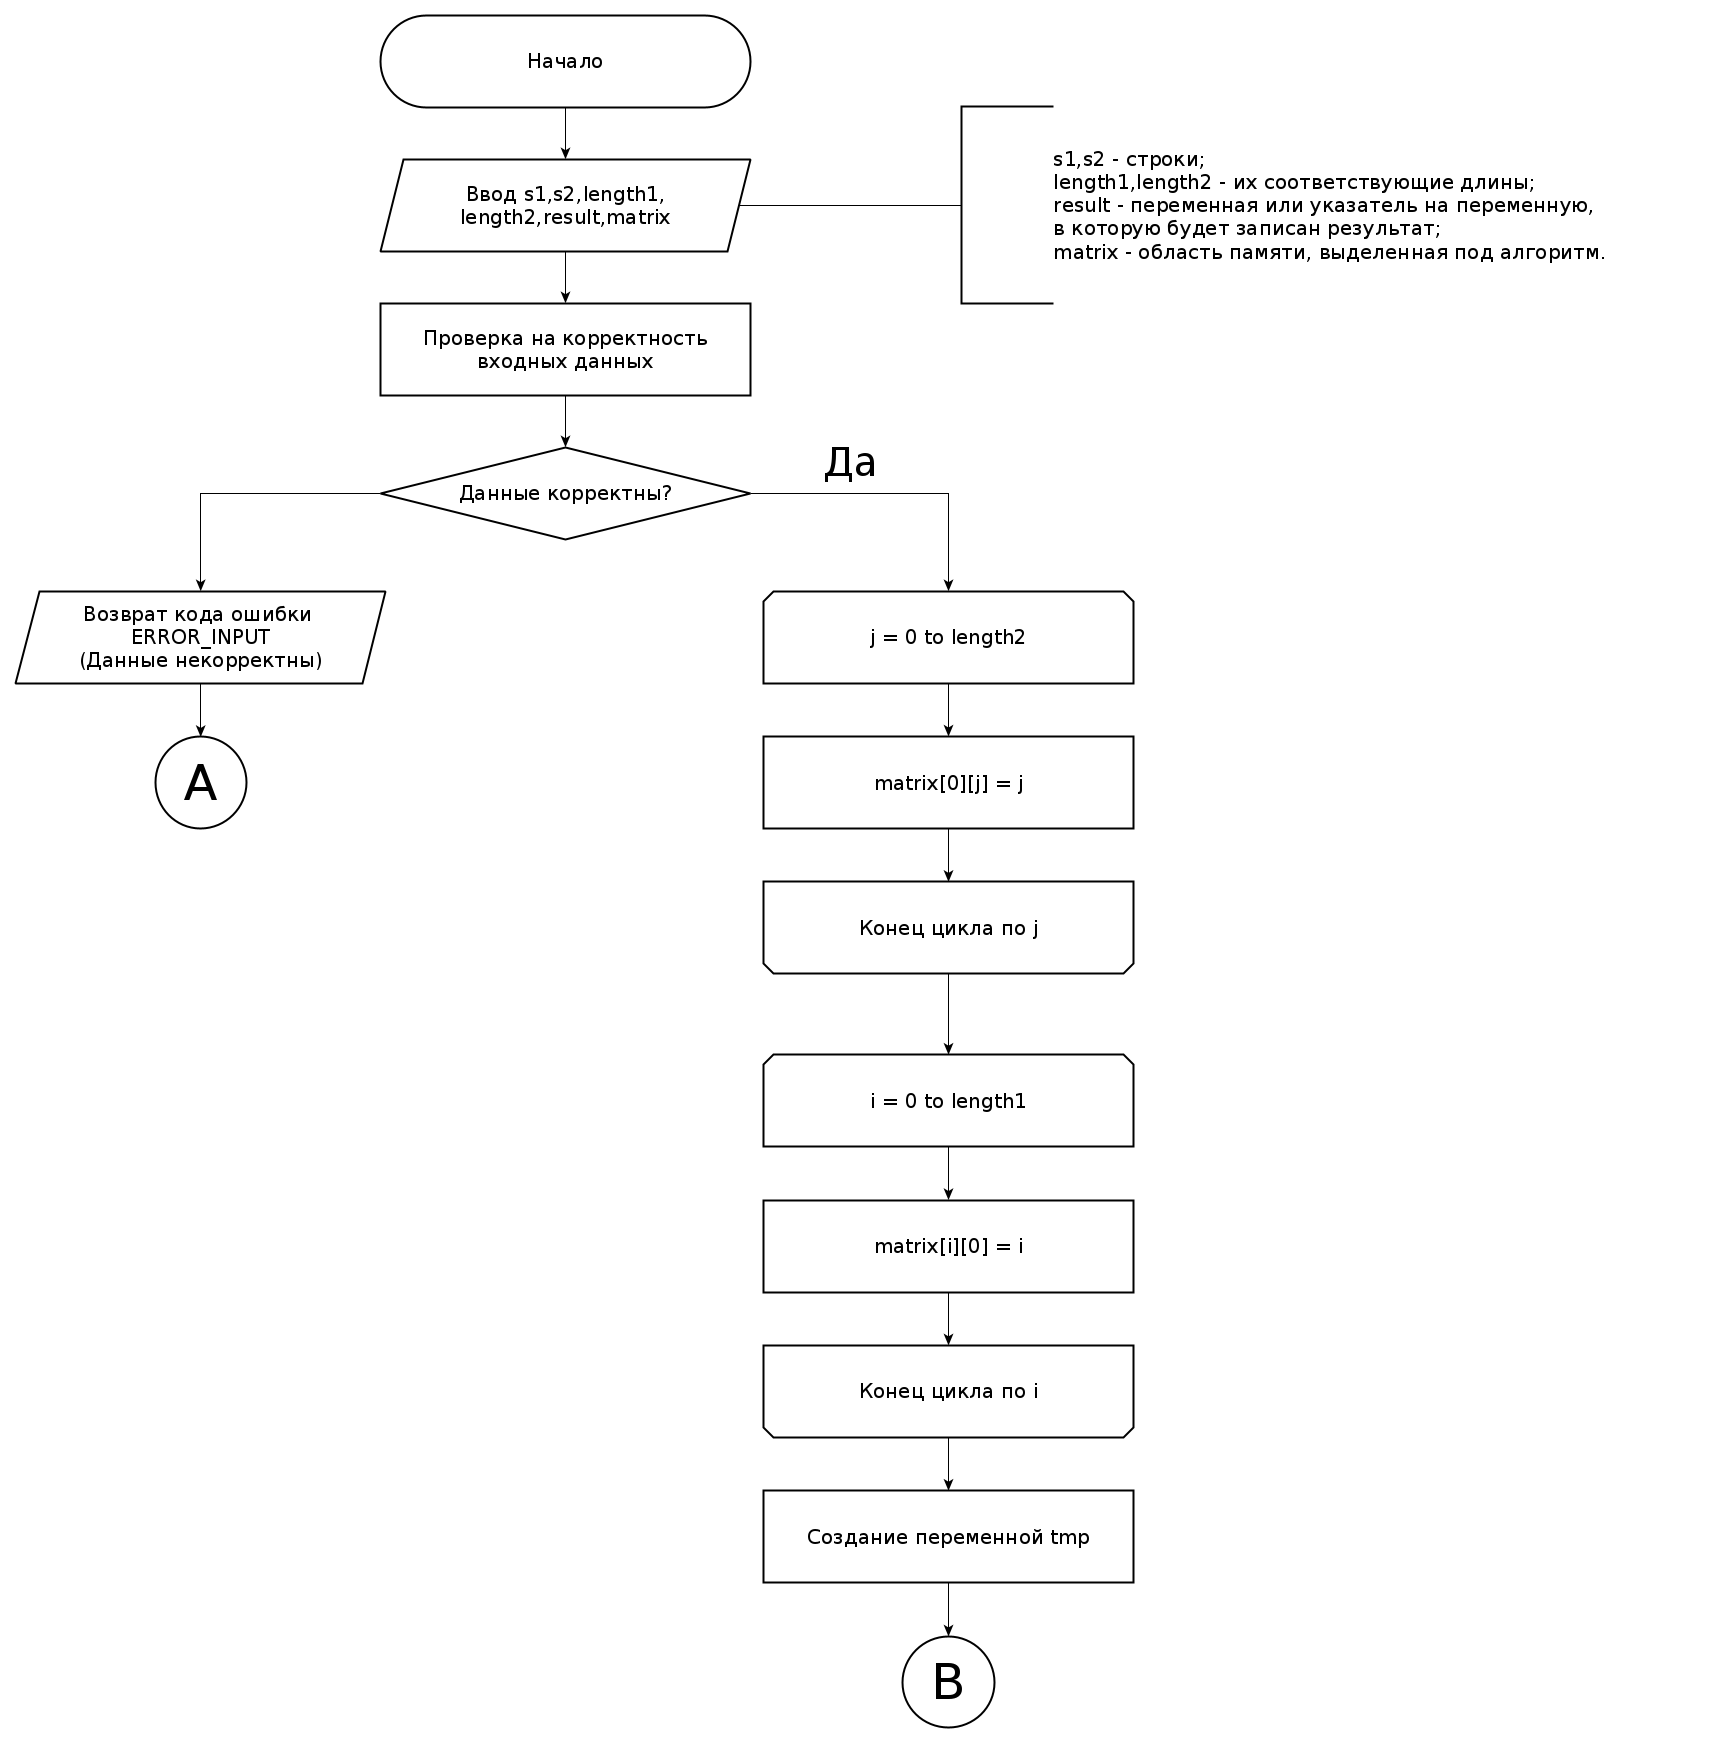 Начало
Ввод s1,s2,length1,
length2,result,matrix
s1,s2 - строки;
length1,length2 - их соответствующие длины;
result - переменная или указатель на переменную,
в которую будет записан результат;
matrix - область памяти, выделенная под алгоритм.
Проверка на корректность
входных данных
Данные корректны?
Да
Возврат кода ошибки
ERROR_INPUT
(Данные некорректны)
A
j = 0 to length2
matrix[0][j] = j
Конец цикла по j
i = 0 to length1
matrix[i][0] = i
Конец цикла по i
Создание переменной tmp
B